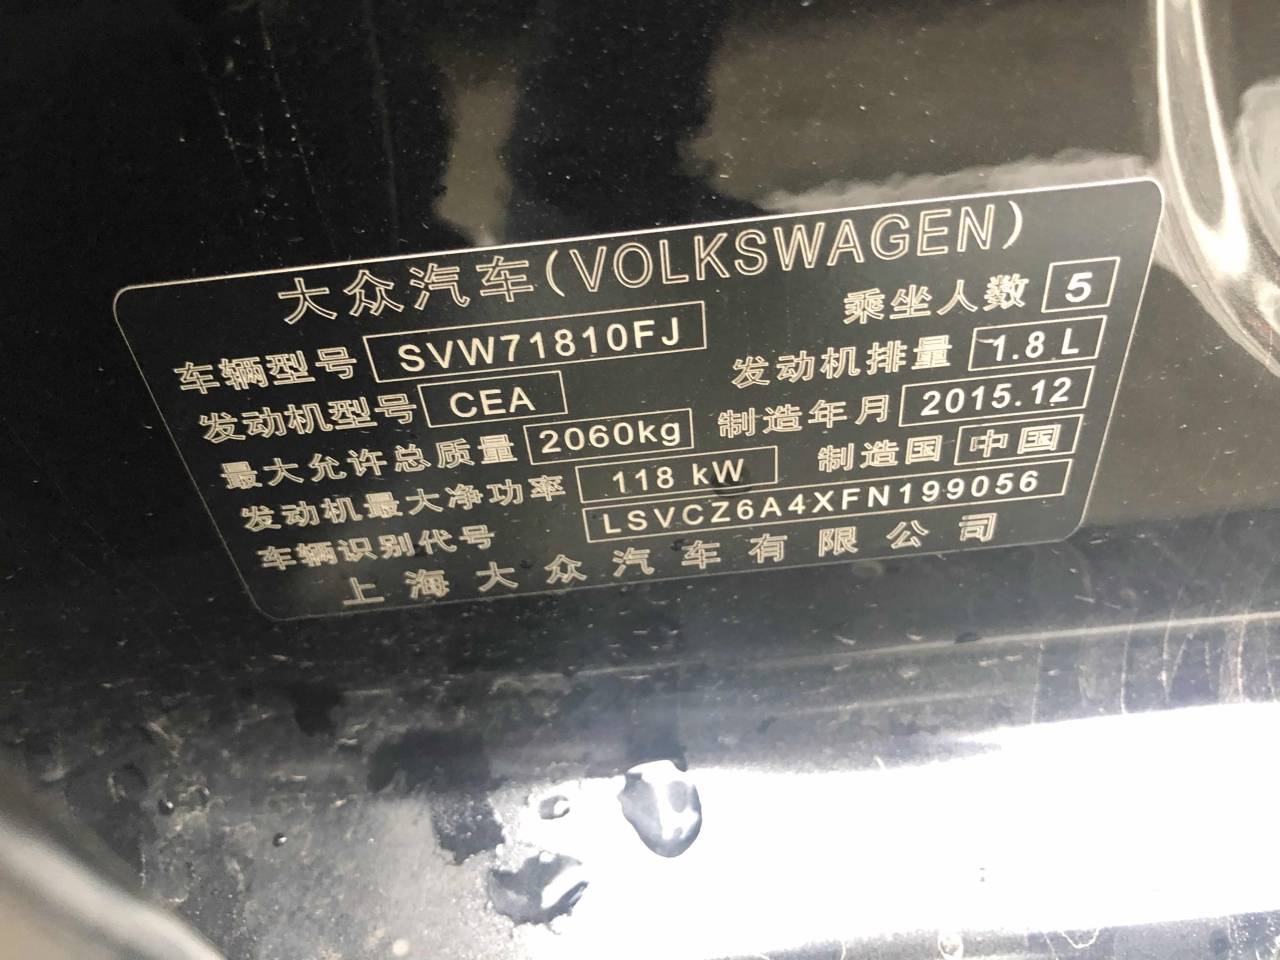 大众汽车(VOLKSWAGEN)
车辆型号 SVW71810FJ 乘坐人数 5
发动机型号 CEA 发动机排量 1.8 L
最大允许总质量 2060kg 制造年月 2015.12
发动机最大净功率 118 kW 制造国 中国
车辆识别代号 LSVCZ6A4XFN199056
上海大众汽车有限公司